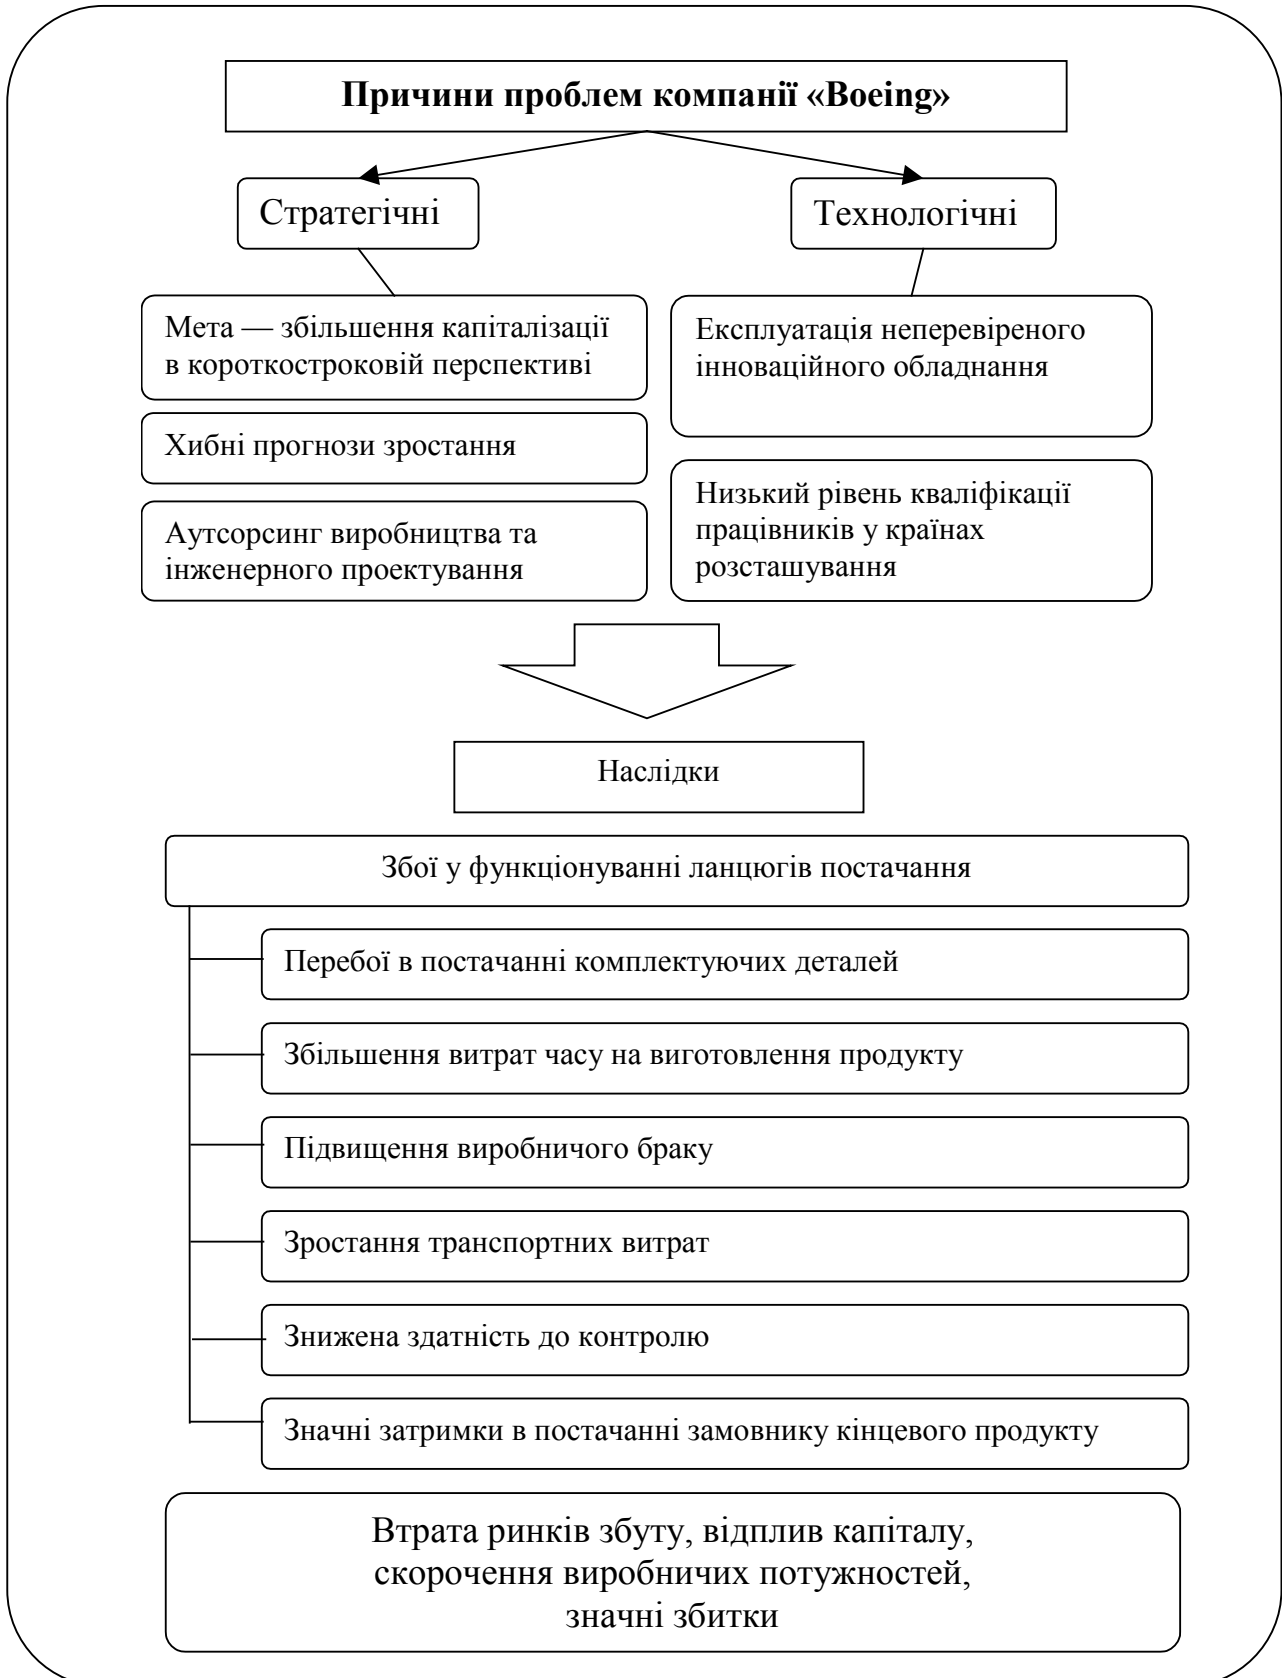 Причини проблем компанії «Boeing»
Стратегічні
Технологічні
Мета — збільшення капіталізації
в короткостроковій перспективі
Хибні прогнози зростання
Аутсорсинг виробництва та
інженерного проектування
Експлуатація неперевіреного
інноваційного обладнання
Низький рівень кваліфікації
працівників у країнах
розсташування
Наслідки
Збої у функціонуванні ланцюгів постачання
Перебої в постачанні комплектуючих деталей
Збільшення витрат часу на виготовлення продукту
Підвищення виробничого браку
Зростання транспортних витрат
Знижена здатність до контролю
Значні затримки в постачанні замовнику кінцевого продукту
Втрата ринків збуту, відплив капіталу,
скорочення виробничих потужностей,
значні збитки